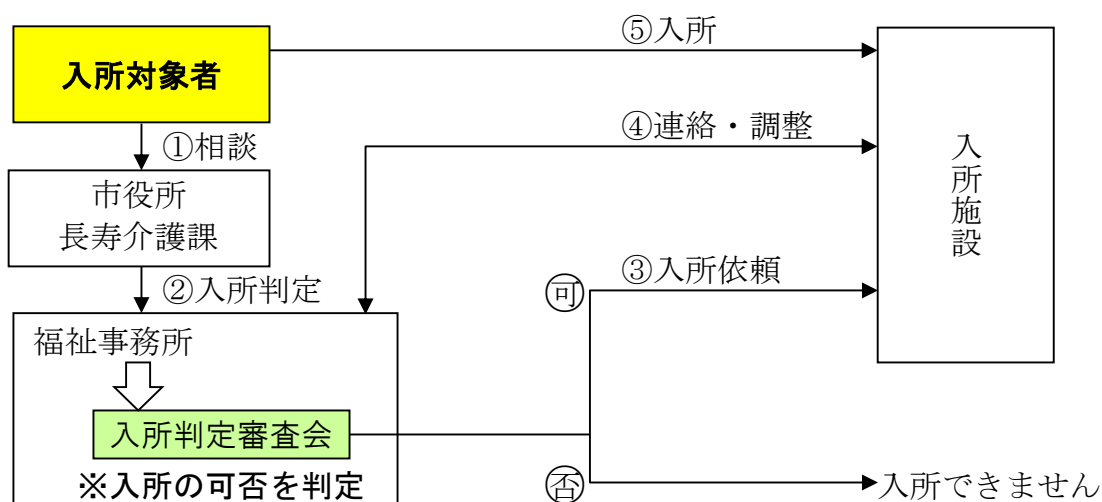 ⑤入所
入所対象者
①相談
④連絡・調整
市役所
長寿介護課
入所施設
②入所判定
可
③入所依頼
福祉事務所
入所判定審査会
※入所の可否を判定
否
入所できません